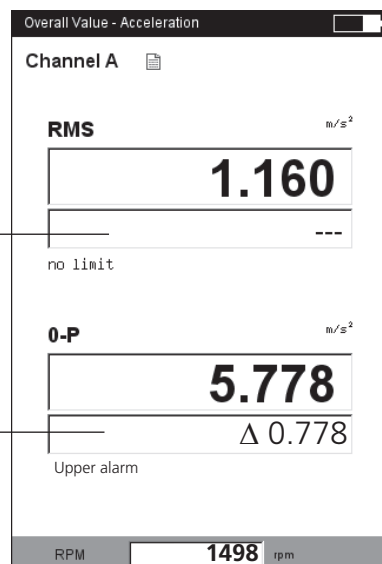 Overall Value - Acceleration
Channel A
RMS m/s²
1.160
---
no limit
0-P m/s²
5.778
Δ 0.778
Upper alarm
RPM 1498 rpm